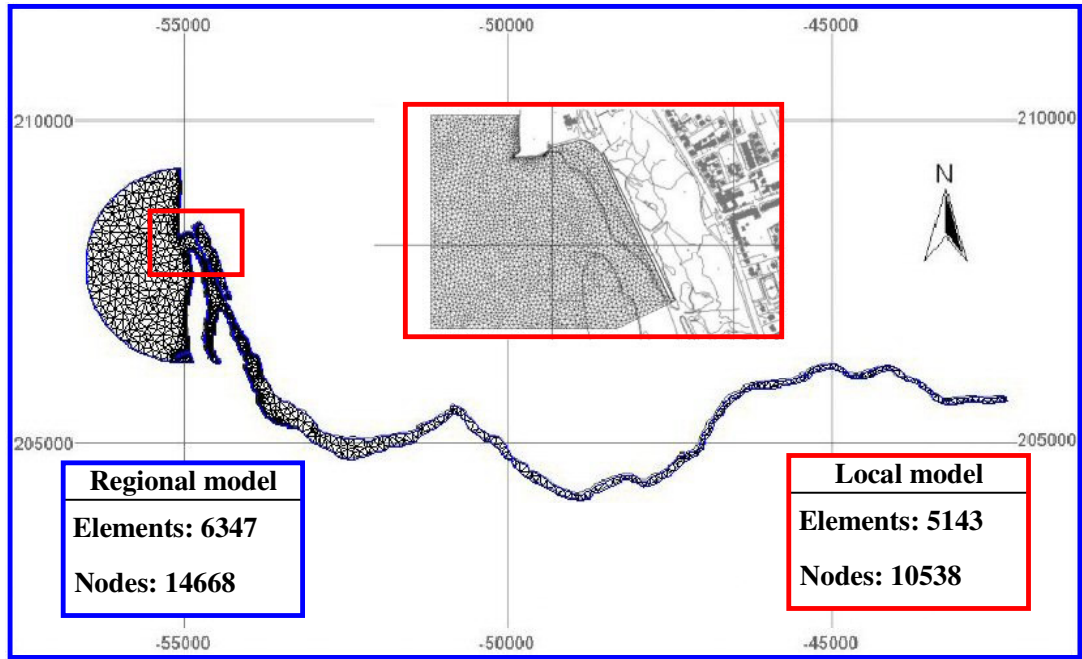 -55000 -50000 -45000
210000 210000
N
205000 205000
Regional model
Elements: 6347
Nodes: 14668
Local model
Elements: 5143
Nodes: 10538
-55000 -50000 -45000